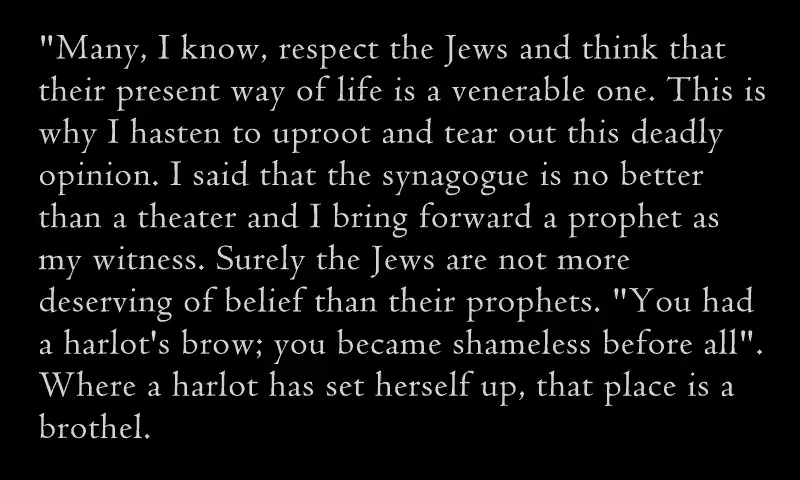 "Many, I know, respect the Jews and think that
their present way of life is a venerable one. This is
why I hasten to uproot and tear out this deadly
opinion. I said that the synagogue is no better
than a theater and I bring forward a prophet as
my witness. Surely the Jews are not more
deserving of belief than their prophets. "You had
a harlot's brow; you became shameless before all".
Where a harlot has set herself up, that place is a
brothel.